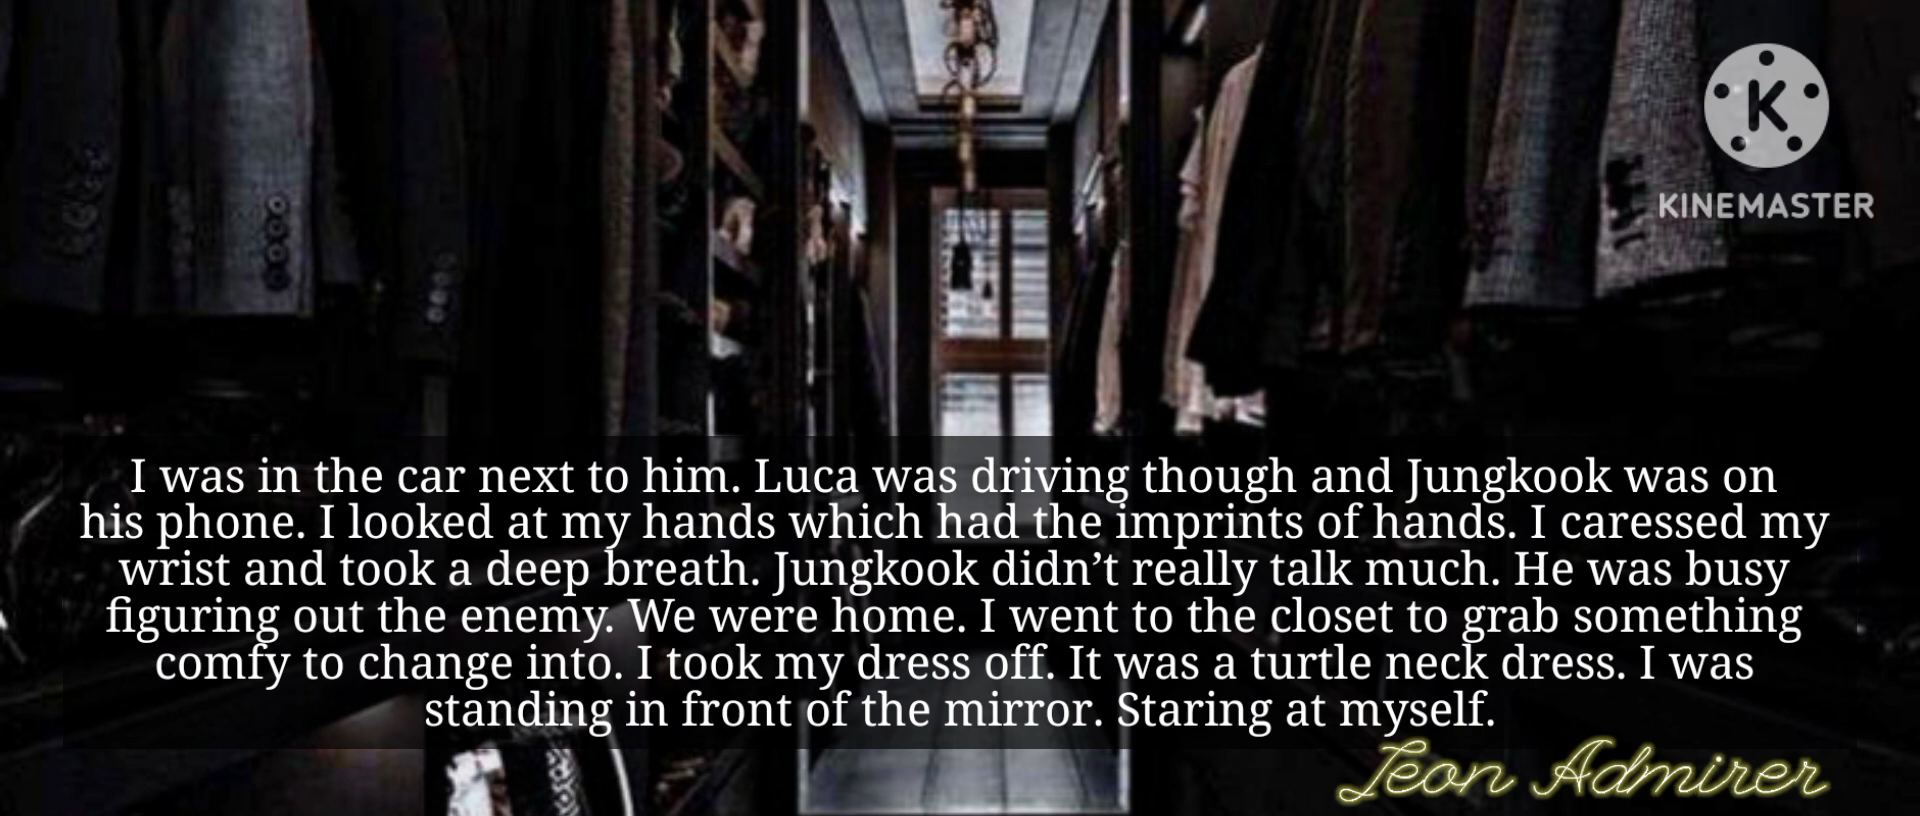 K
KINEMASTER
I was in the car next to him. Luca was driving though and Jungkook was on
his phone. I looked at my hands which had the imprints of hands. I caressed my
wrist and took a deep breath. Jungkook didn’t really talk much. He was busy
figuring out the enemy. We were home. I went to the closet to grab something
comfy to change into. I took my dress off. It was a turtle neck dress. I was
standing in front of the mirror. Staring at myself.
Jeon Admirer